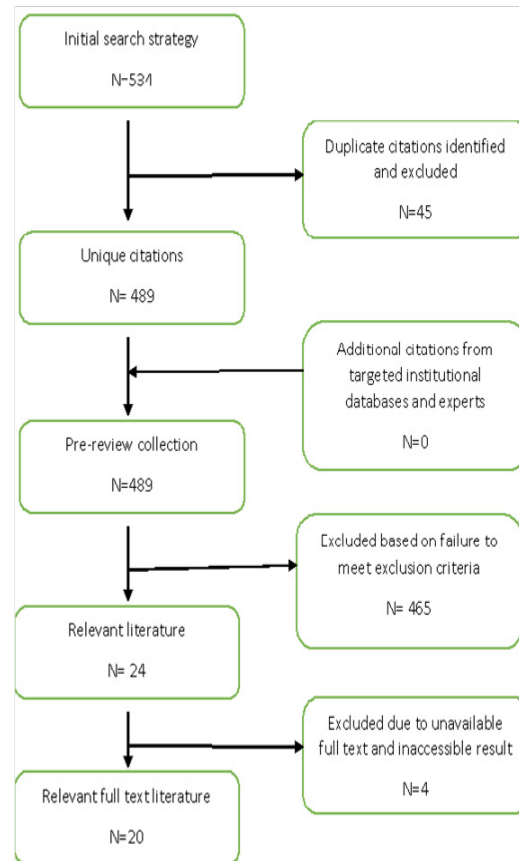 Initial search strategy
N=534
Duplicate citations identified
and excluded
N=45
Unique citations
N= 489
Additional citations from
targeted institutional
databases and experts
N=0
Pre-review collection
N=489
Excluded based on failure to
meet exclusion criteria
N= 465
Relevant literature
N= 24
Excluded due to unavailable
full text and inaccessible result
N=4
Relevant full text literature
N=20